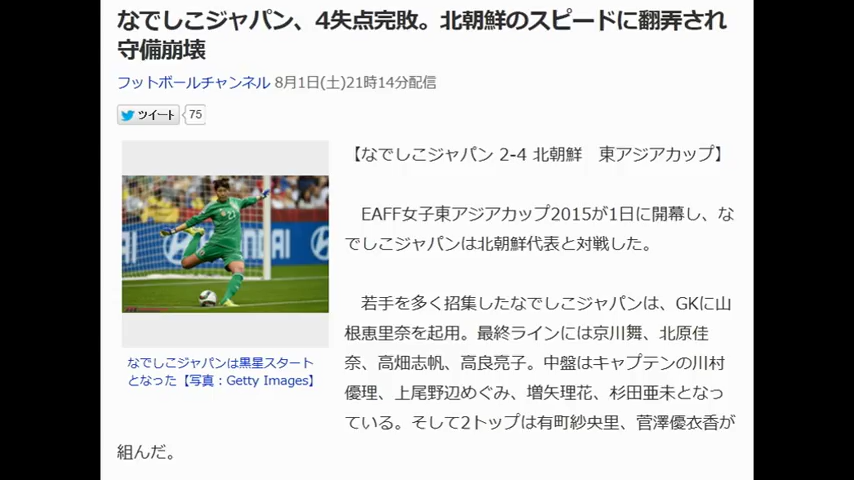 なでしこジャパン、4失点完敗。北朝鮮のスピードに翻弄され
守備崩壊
フットボールチャンネル 8月1日(土)21時14分配信
ツイート 75
【なでしこジャパン 2-4 北朝鮮　東アジアカップ】
EAFF女子東アジアカップ2015が1日に開幕し、な
でしこジャパンは北朝鮮代表と対戦した。
若手を多く招集したなでしこジャパンは、GKに山
根恵里奈を起用。最終ラインには京川舞、北原佳
奈、高畑志帆、高良亮子。中盤はキャプテンの川村
優理、上尾野辺めぐみ、増矢理花、杉田亜未となっ
ている。そして2トップは有町紗央里、菅澤優衣香が
組んだ。
21
HYUNDAI
なでしこジャパンは黒星スタート
となった【写真：Getty Images】